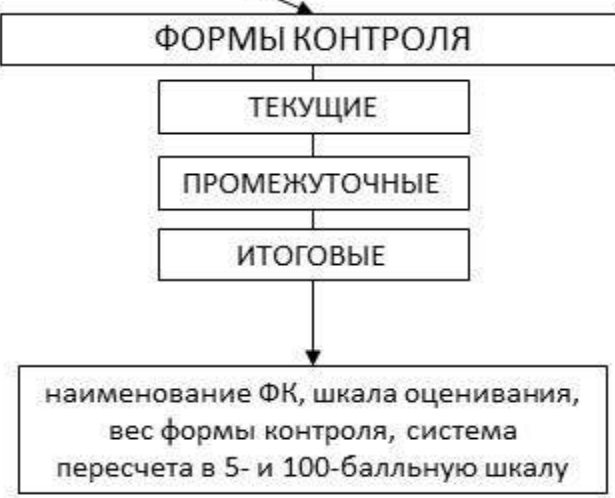 ФОРМЫ КОНТРОЛЯ
ТЕКУЩИЕ
ПРОМЕЖУТОЧНЫЕ
ИТОГОВЫЕ
наименование ФК, шкала оценивания,
вес формы контроля, система
пересчета в 5- и 100-балльную шкалу